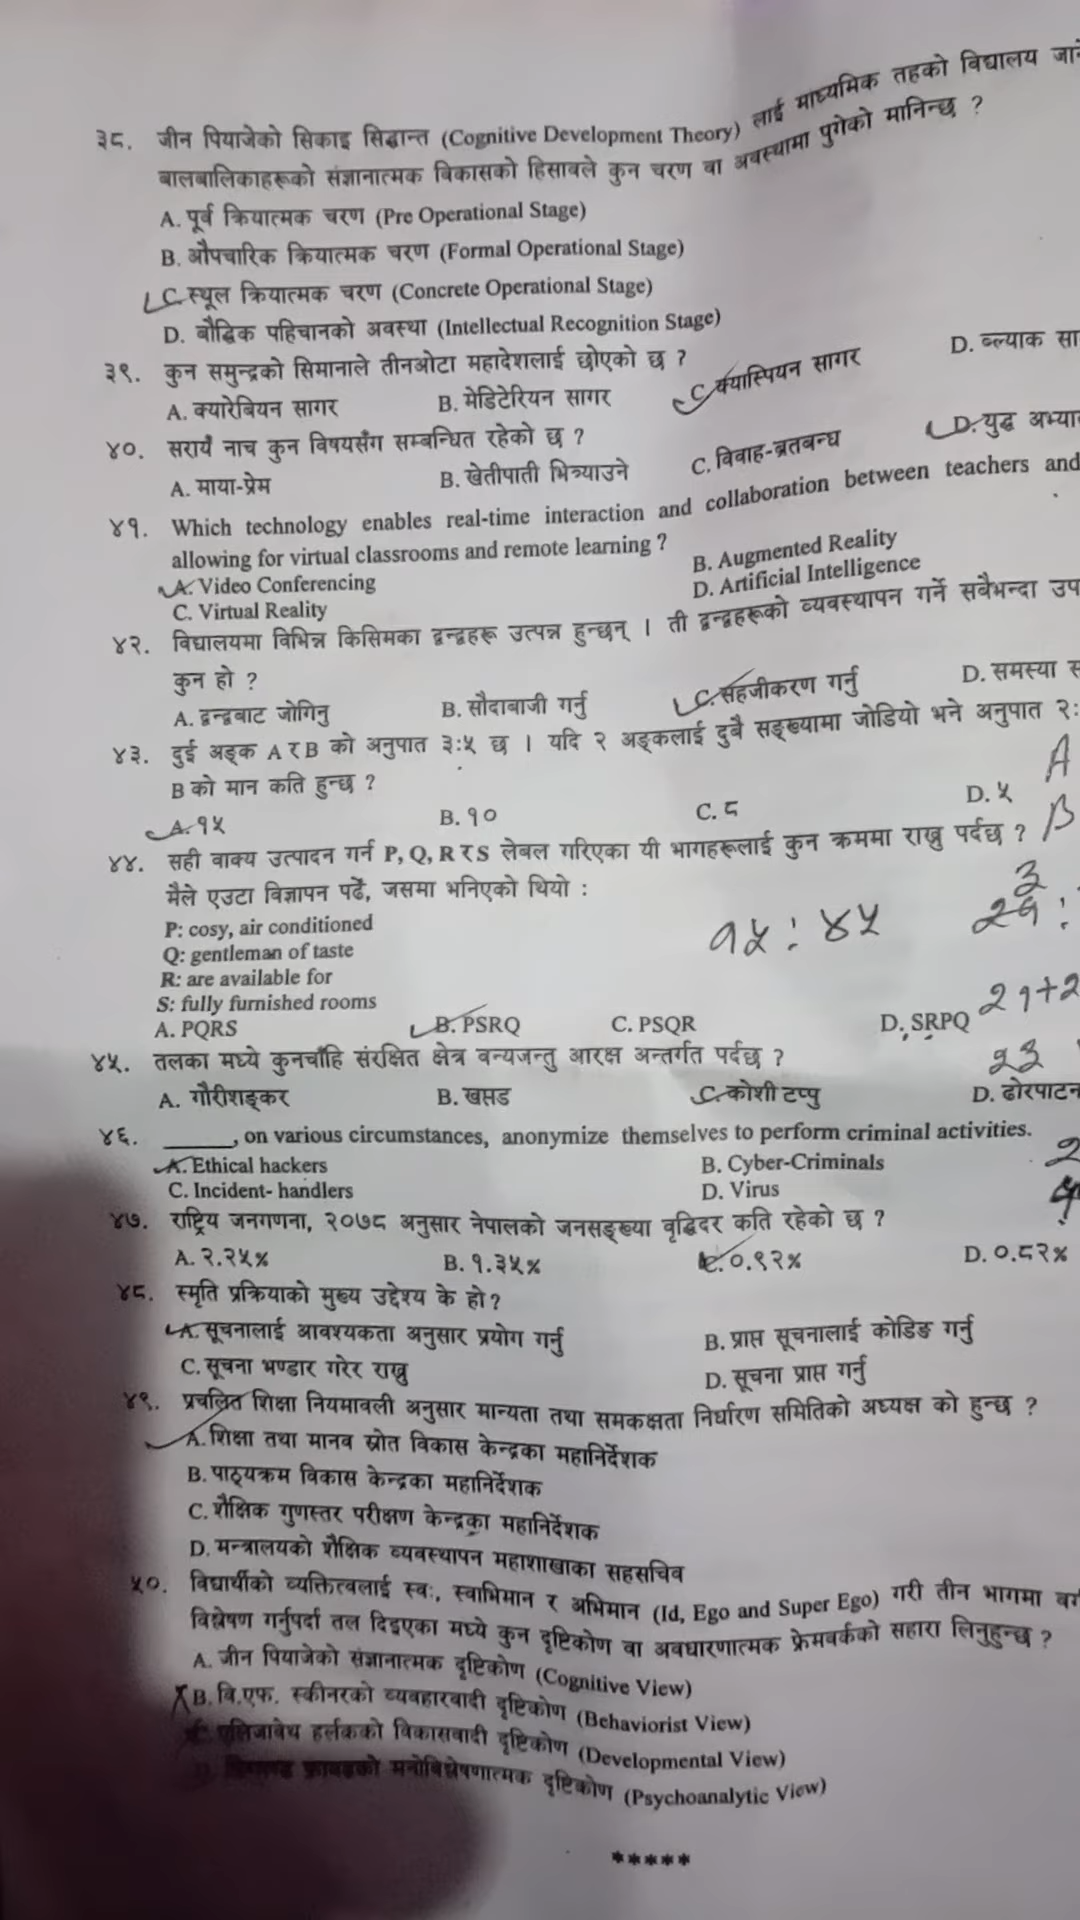 ३८. जीन पियाजेको सिकाइ सिद्धान्त (Cognitive Development Theory) लाई माध्यमिक तहको विद्यालय जाने
बालबालिकाहरूको संज्ञानात्मक विकासको हिसाबले कुन चरण वा अवस्थामा पुगेको मानिन्छ ?
A. पूर्व क्रियात्मक चरण (Pre Operational Stage)
B. औपचारिक क्रियात्मक चरण (Formal Operational Stage)
C. स्थूल क्रियात्मक चरण (Concrete Operational Stage)
D. बौद्धिक पहिचानको अवस्था (Intellectual Recognition Stage)
३९. कुन समुन्द्रको सिमानाले तीनओटा महादेशलाई छोएको छ ?
A. क्यारेबियन सागर B. मेडिटेरियन सागर C. क्यास्पियन सागर D. ब्ल्याक सा
४०. सरायँ नाच कुन विषयसँग सम्बन्धित रहेको छ ?
A. माया-प्रेम B. खेतीपाती भित्र्याउने C. विवाह-ब्रतबन्ध D. युद्ध अभ्या
४१. Which technology enables real-time interaction and collaboration between teachers and
allowing for virtual classrooms and remote learning ?
A. Video Conferencing B. Augmented Reality
C. Virtual Reality D. Artificial Intelligence
४२. विद्यालयमा विभिन्न किसिमका द्वन्द्वहरू उत्पन्न हुन्छन् । ती द्वन्द्वहरूको व्यवस्थापन गर्ने सबैभन्दा उप
कुन हो ?
A. द्वन्द्वबाट जोगिनु B. सौदाबाजी गर्नु C. सहजीकरण गर्नु D. समस्या स
४३. दुई अङ्क A र B को अनुपात ३:५ छ । यदि २ अङ्कलाई दुबै सङ्ख्यामा जोडियो भने अनुपात २:
B को मान कति हुन्छ ?
A
A. १५ B. १० C. ८ D. ५
B
४४. सही वाक्य उत्पादन गर्न P, Q, R र S लेबल गरिएका यी भागहरूलाई कुन क्रममा राख्नु पर्दछ ?
मैले एउटा विज्ञापन पढेँ, जसमा भनिएको थियो :
P: cosy, air conditioned
Q: gentleman of taste
१५ : ४५
R: are available for
S: fully furnished rooms
२१+२
A. PQRS B. PSRQ C. PSQR D. SRPQ
२३
४५. तलका मध्ये कुनचाँहि संरक्षित क्षेत्र वन्यजन्तु आरक्ष अन्तर्गत पर्दछ ?
A. गौरीशङ्कर B. खप्तड C. कोशी टप्पु D. ढोरपाटन
४६. ______, on various circumstances, anonymize themselves to perform criminal activities.
A. Ethical hackers B. Cyber-Criminals
C. Incident- handlers D. Virus
४७. राष्ट्रिय जनगणना, २०७८ अनुसार नेपालको जनसङ्ख्या वृद्धिदर कति रहेको छ ?
A. २.२५% B. १.३५% C. ०.९२% D. ०.८२%
४८. स्मृति प्रक्रियाको मुख्य उद्देश्य के हो ?
A. सूचनालाई आवश्यकता अनुसार प्रयोग गर्नु B. प्राप्त सूचनालाई कोडिङ गर्नु
C. सूचना भण्डार गरेर राख्नु D. सूचना प्राप्त गर्नु
४९. प्रचलित शिक्षा नियमावली अनुसार मान्यता तथा समकक्षता निर्धारण समितिको अध्यक्ष को हुन्छ ?
A. शिक्षा तथा मानव स्रोत विकास केन्द्रका महानिर्देशक
B. पाठ्यक्रम विकास केन्द्रका महानिर्देशक
C. शैक्षिक गुणस्तर परीक्षण केन्द्रका महानिर्देशक
D. मन्त्रालयको शैक्षिक व्यवस्थापन महाशाखाका सहसचिव
५०. विद्यार्थीको व्यक्तित्वलाई स्व:, स्वाभिमान र अभिमान (Id, Ego and Super Ego) गरी तीन भागमा वर्ग
विश्लेषण गर्नुपर्दा तल दिइएका मध्ये कुन दृष्टिकोण वा अवधारणात्मक फ्रेमवर्कको सहारा लिनुहुन्छ ?
A. जीन पियाजेको संज्ञानात्मक दृष्टिकोण (Cognitive View)
B. बि.एफ. स्कीनरको व्यवहारवादी दृष्टिकोण (Behaviorist View)
एलिजाबेथ हर्लकको विकासवादी दृष्टिकोण (Developmental View)
मनोविश्लेषणात्मक दृष्टिकोण (Psychoanalytic View)
*****